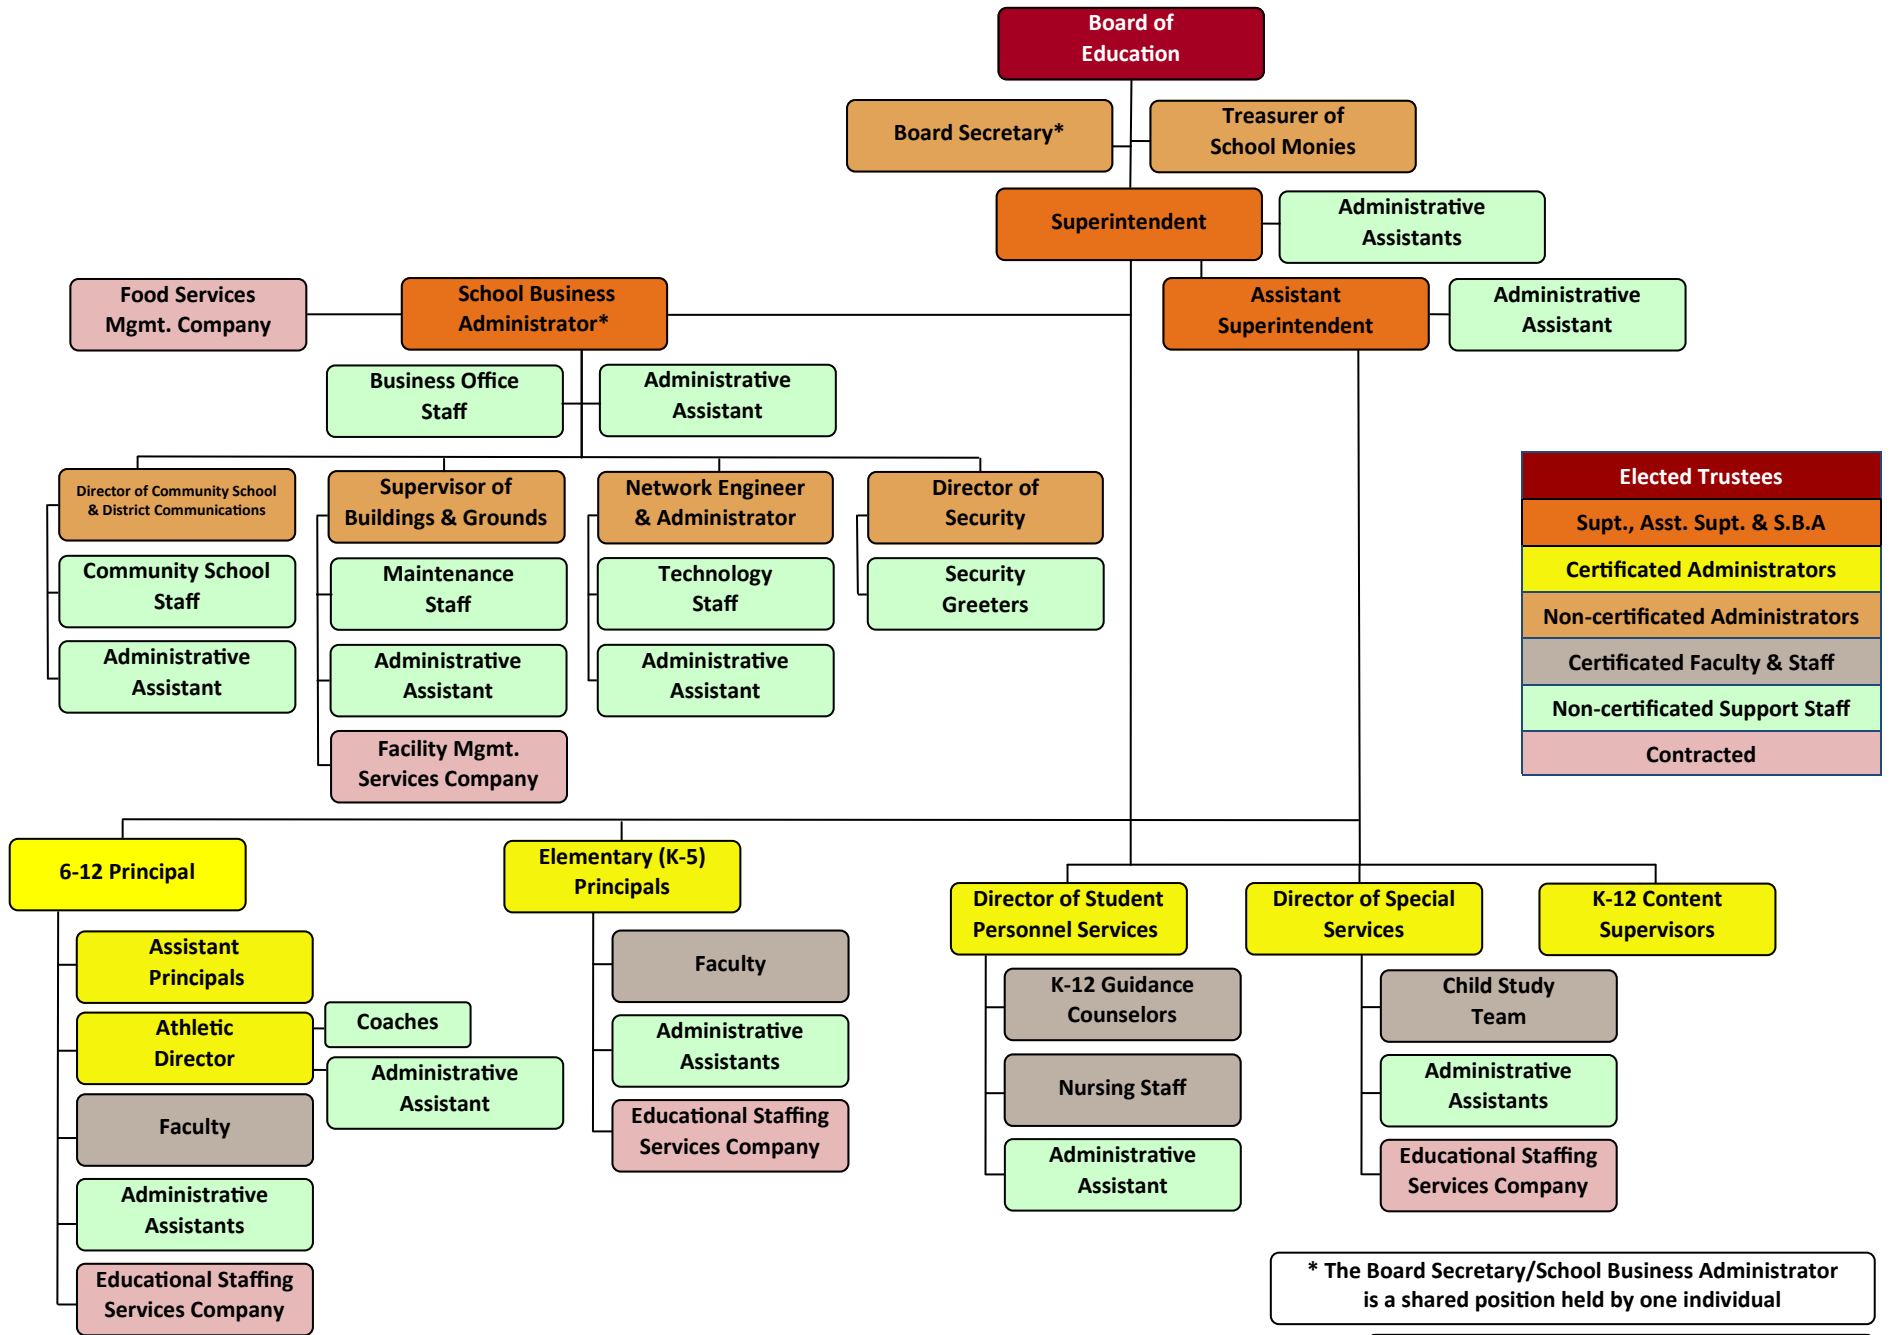 Board of
Education
Board Secretary*
Treasurer of
School Monies
Superintendent
Administrative
Assistants
Food Services
Mgmt. Company
School Business
Administrator*
Assistant
Superintendent
Administrative
Assistant
Business Office
Staff
Administrative
Assistant
Director of Community School
& District Communications
Supervisor of
Buildings & Grounds
Network Engineer
& Administrator
Director of
Security
Community School
Staff
Maintenance
Staff
Technology
Staff
Security
Greeters
Administrative
Assistant
Administrative
Assistant
Administrative
Assistant
Facility Mgmt.
Services Company
Elected Trustees
Supt., Asst. Supt. & S.B.A
Certificated Administrators
Non-certificated Administrators
Certificated Faculty & Staff
Non-certificated Support Staff
Contracted
6-12 Principal
Assistant
Principals
Athletic
Director
Coaches
Administrative
Assistant
Faculty
Administrative
Assistants
Educational Staffing
Services Company
Elementary (K-5)
Principals
Faculty
Administrative
Assistants
Educational Staffing
Services Company
Director of Student
Personnel Services
K-12 Guidance
Counselors
Nursing Staff
Administrative
Assistant
Director of Special
Services
Child Study
Team
Administrative
Assistants
Educational Staffing
Services Company
K-12 Content
Supervisors
* The Board Secretary/School Business Administrator
is a shared position held by one individual